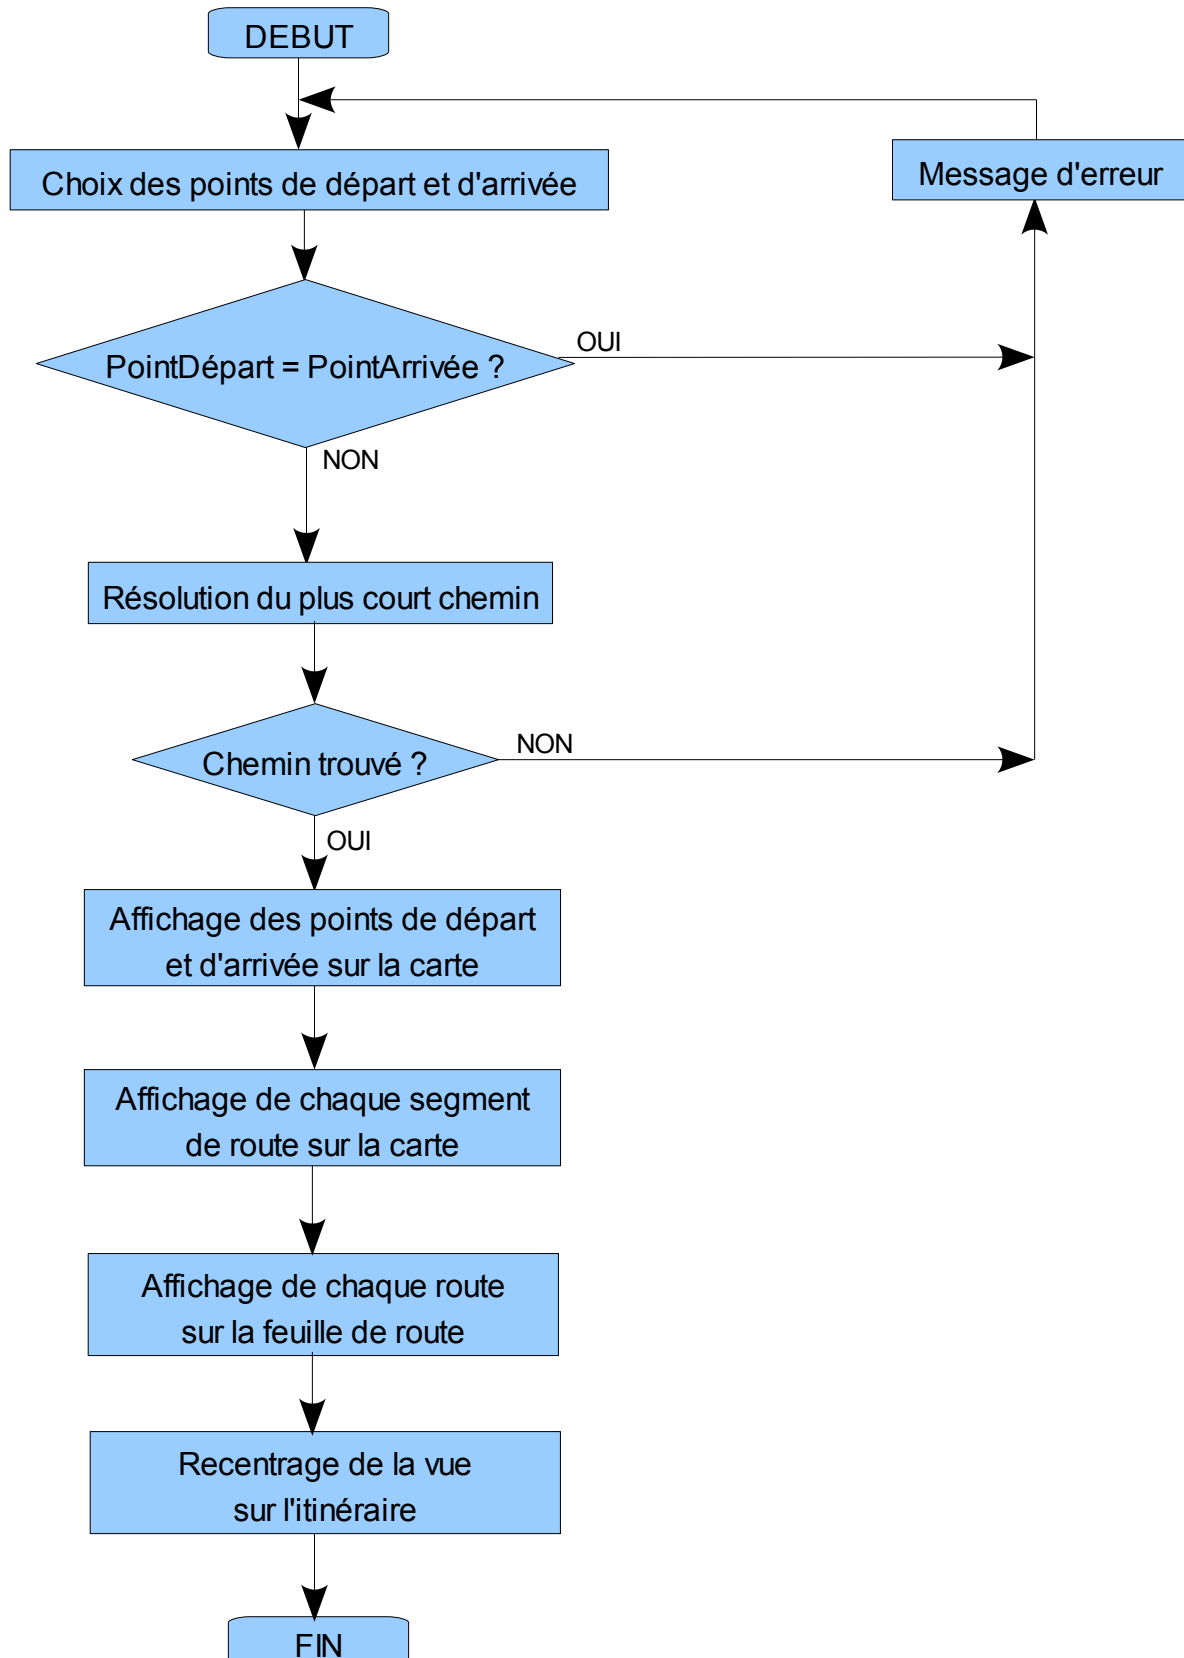 DEBUT
Choix des points de départ et d'arrivée
Message d'erreur
PointDépart = PointArrivée ?
OUI
NON
Résolution du plus court chemin
Chemin trouvé ?
NON
OUI
Affichage des points de départ
et d'arrivée sur la carte
Affichage de chaque segment
de route sur la carte
Affichage de chaque route
sur la feuille de route
Recentrage de la vue
sur l'itinéraire
FIN